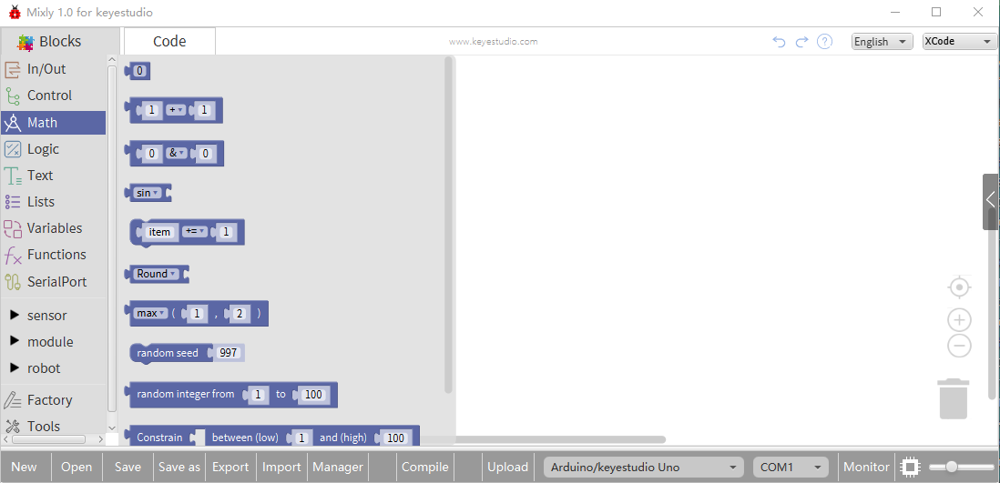 Mixly 1.0 for keyestudio
Blocks
Code
www.keyestudio.com
?
English
XCode
In/Out
Control
Math
Logic
Text
Lists
Variables
Functions
SerialPort
sensor
module
robot
Factory
Tools
0
1 + 1
0 & 0
sin
item += 1
Round
max ( 1 , 2 )
random seed 997
random integer from 1 to 100
Constrain between (low) 1 and (high) 100
New Open Save Save as Export Import Manager Compile Upload Arduino/keyestudio Uno COM1 Monitor